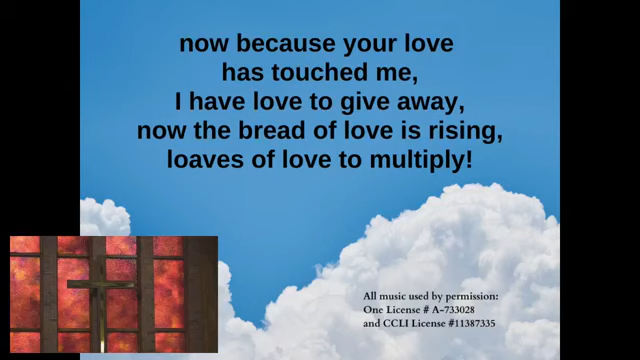 now because your love
has touched me,
I have love to give away,
now the bread of love is rising,
loaves of love to multiply!
All music used by permission:
One License # A-733028
and CCLI License #11387335